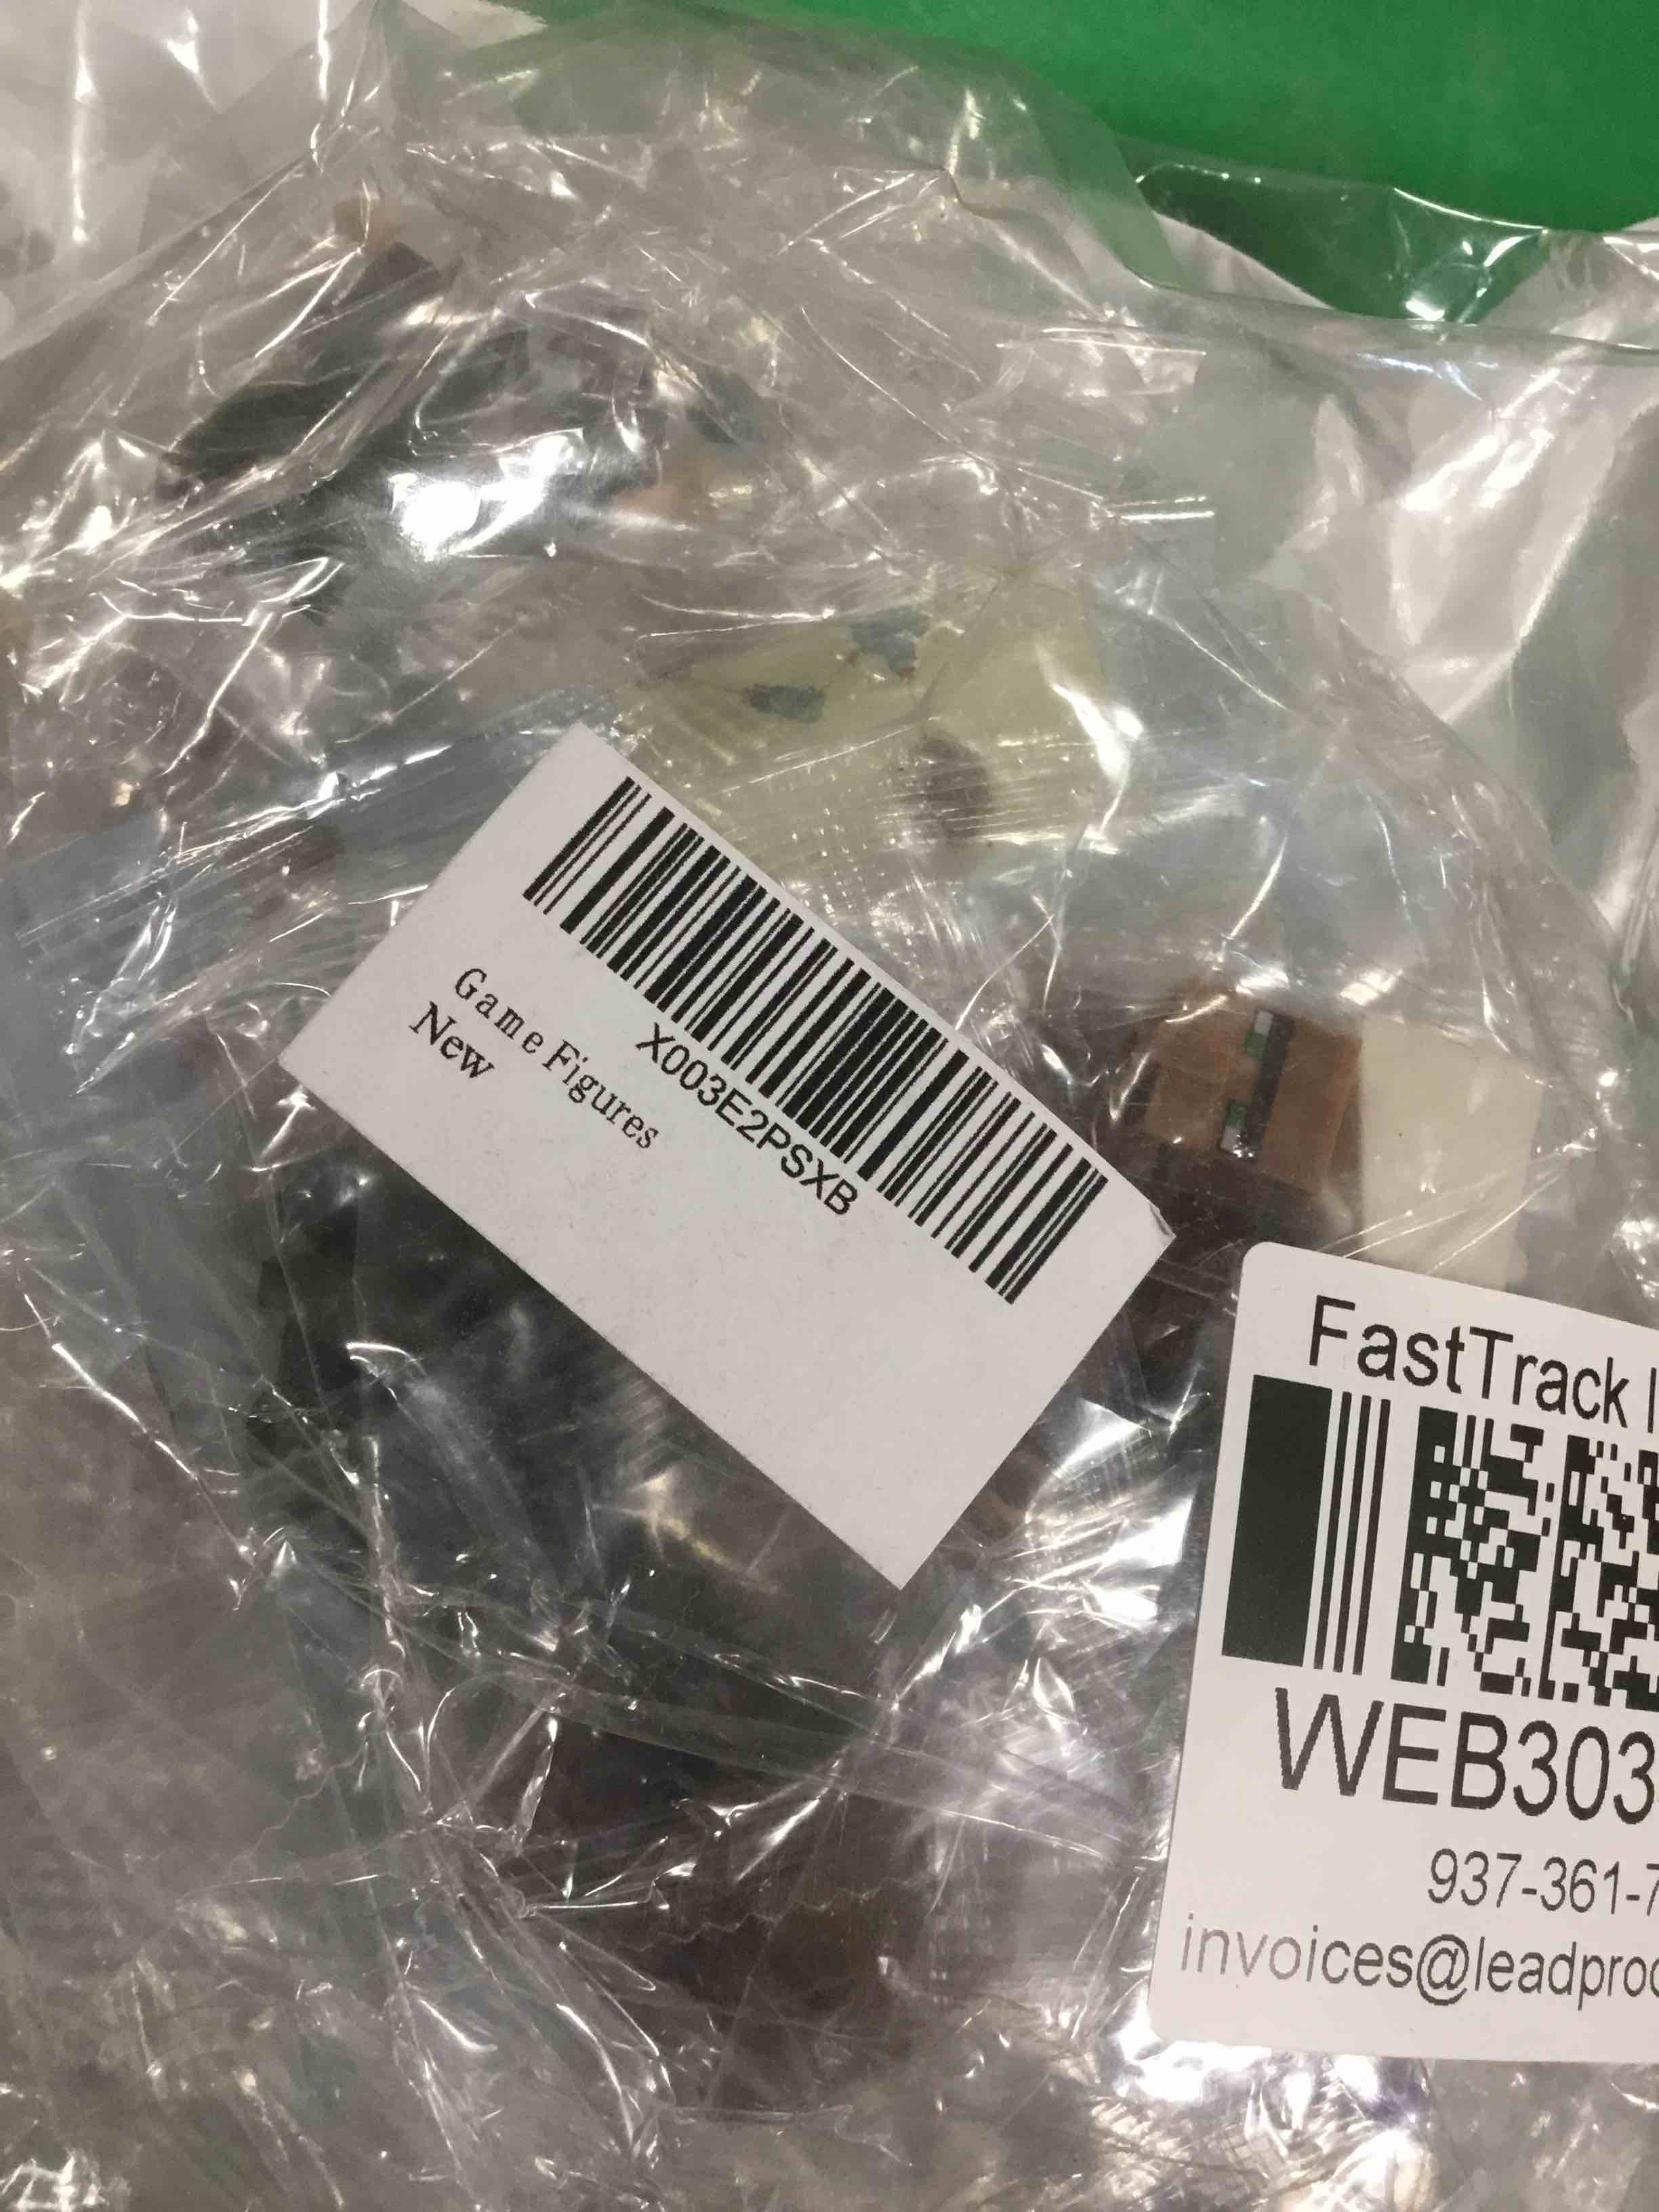 X003E2PSXB
Game Figures
New
FastTrack
WEB303
937-361-7
invoices@leadproc